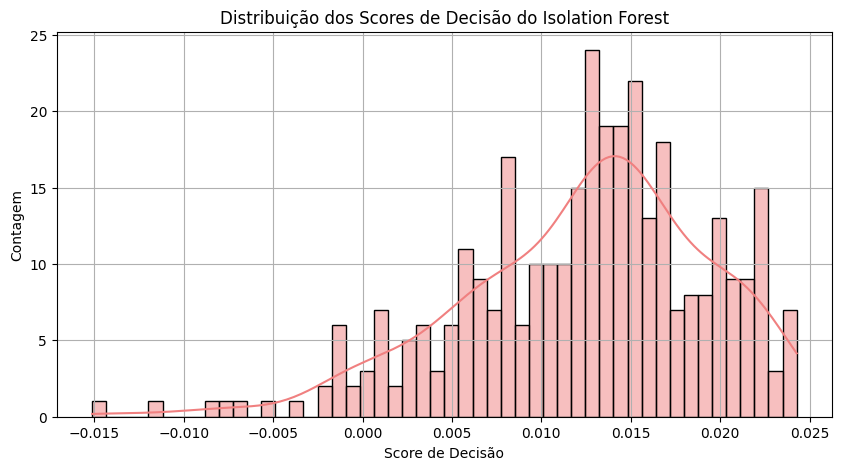 Distribuição dos Scores de Decisão do Isolation Forest
Contagem
25
20
15
10
5
0
−0.015 −0.010 −0.005 0.000 0.005 0.010 0.015 0.020 0.025
Score de Decisão